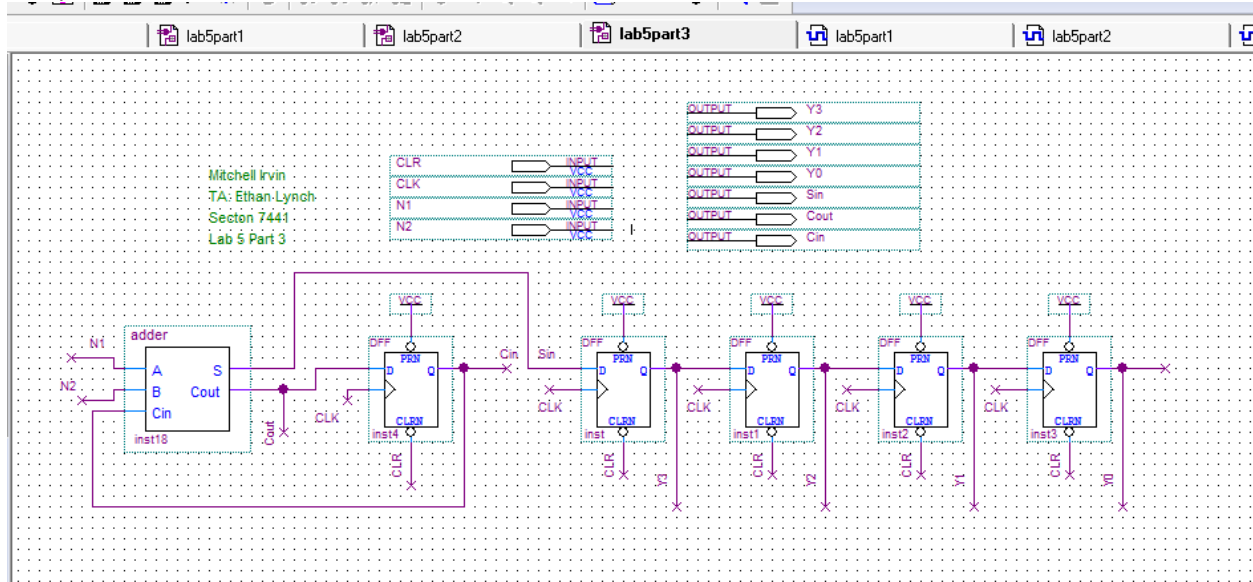 lab5part1
lab5part2
lab5part3
lab5part1
lab5part2
OUTPUT Y3
OUTPUT Y2
OUTPUT Y1
OUTPUT Y0
OUTPUT Sin
OUTPUT Cout
OUTPUT Cin
CLR INPUT VCC
CLK INPUT VCC
N1 INPUT VCC
N2 INPUT VCC
Mitchell Irvin
TA: Ethan Lynch
Secton 7441
Lab 5 Part 3
VCC
VCC
VCC
VCC
VCC
adder
N1
N2
A S
B Cout
Cin
inst18
Cout
DFF
PRN
D Q
CLRN
inst4
CLK
CLR
Cin
Sin
DFF
PRN
D Q
CLRN
inst
CLK
CLR
Y3
DFF
PRN
D Q
CLRN
inst1
CLK
CLR
Y2
DFF
PRN
D Q
CLRN
inst2
CLK
CLR
Y1
DFF
PRN
D Q
CLRN
inst3
CLK
CLR
Y0